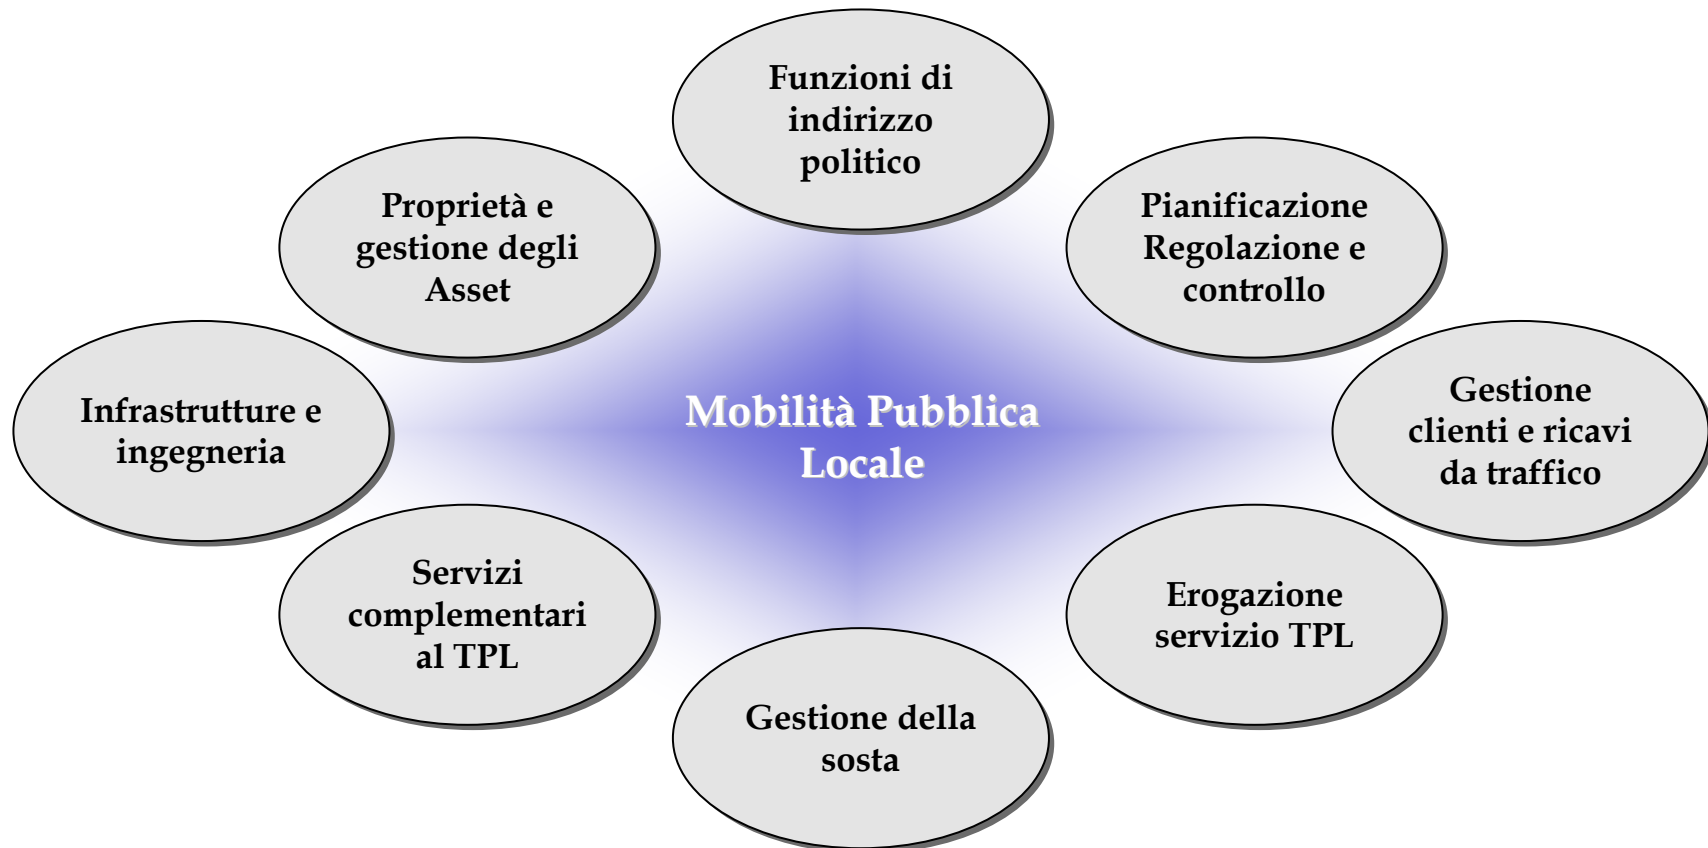 Funzioni di
indirizzo
politico
Proprietà e
gestione degli
Asset
Pianificazione
Regolazione e
controllo
Infrastrutture e
ingegneria
Mobilità Pubblica
Locale
Gestione
clienti e ricavi
da traffico
Servizi
complementari
al TPL
Erogazione
servizio TPL
Gestione della
sosta